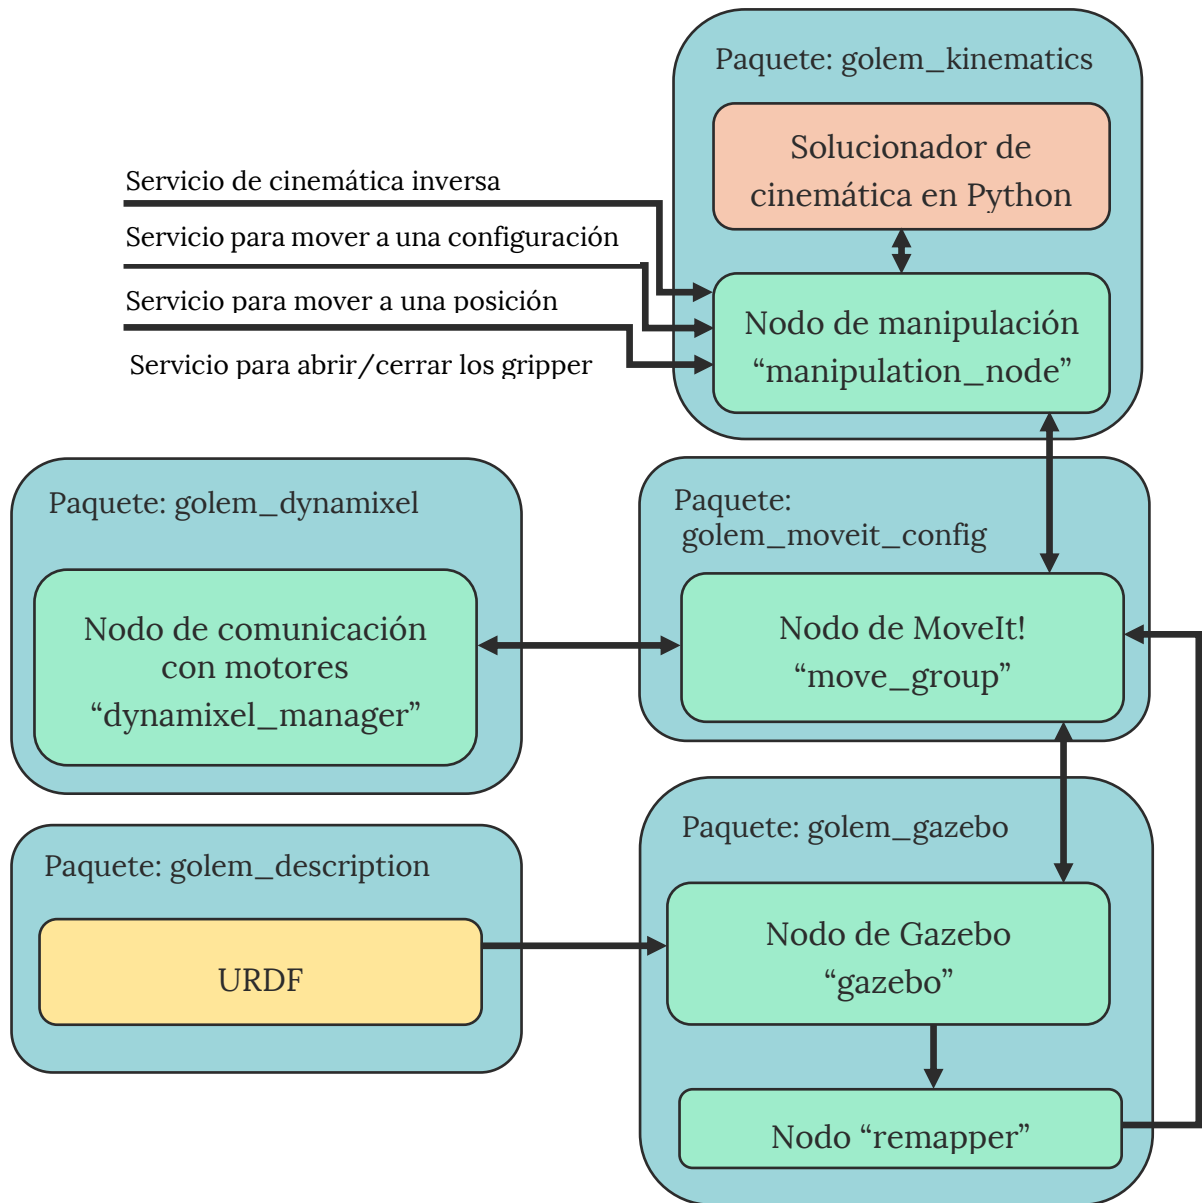 Paquete: golem_kinematics
Solucionador de
cinemática en Python
Servicio de cinemática inversa
Servicio para mover a una configuración
Servicio para mover a una posición
Servicio para abrir/cerrar los gripper
Nodo de manipulación
“manipulation_node”
Paquete: golem_dynamixel
Nodo de comunicación
con motores
“dynamixel_manager”
Paquete:
golem_moveit_config
Nodo de MoveIt!
“move_group”
Paquete: golem_description
URDF
Paquete: golem_gazebo
Nodo de Gazebo
“gazebo”
Nodo “remapper”